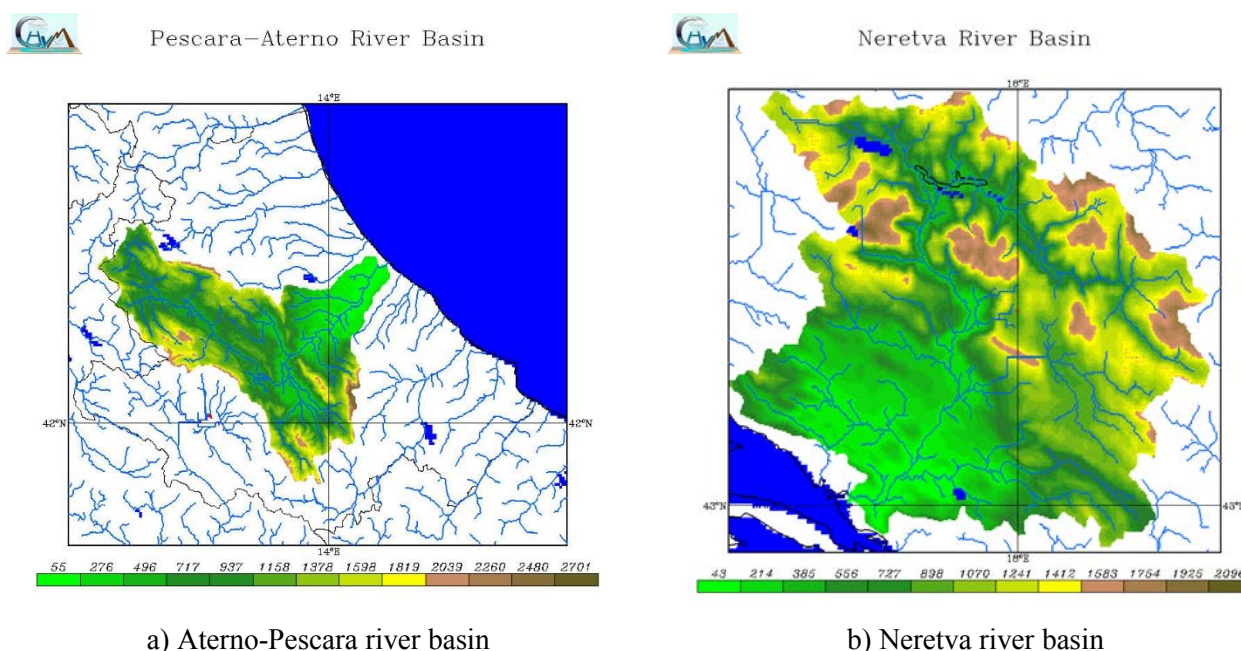 Pescara-Aterno River Basin
14°E
42°N 42°N
14°E
55 276 496 717 937 1158 1378 1598 1819 2039 2260 2480 2701
a) Aterno-Pescara river basin
Neretva River Basin
18°E
43°N 43°N
18°E
43 214 385 556 727 898 1070 1241 1412 1583 1754 1925 2096
b) Neretva river basin